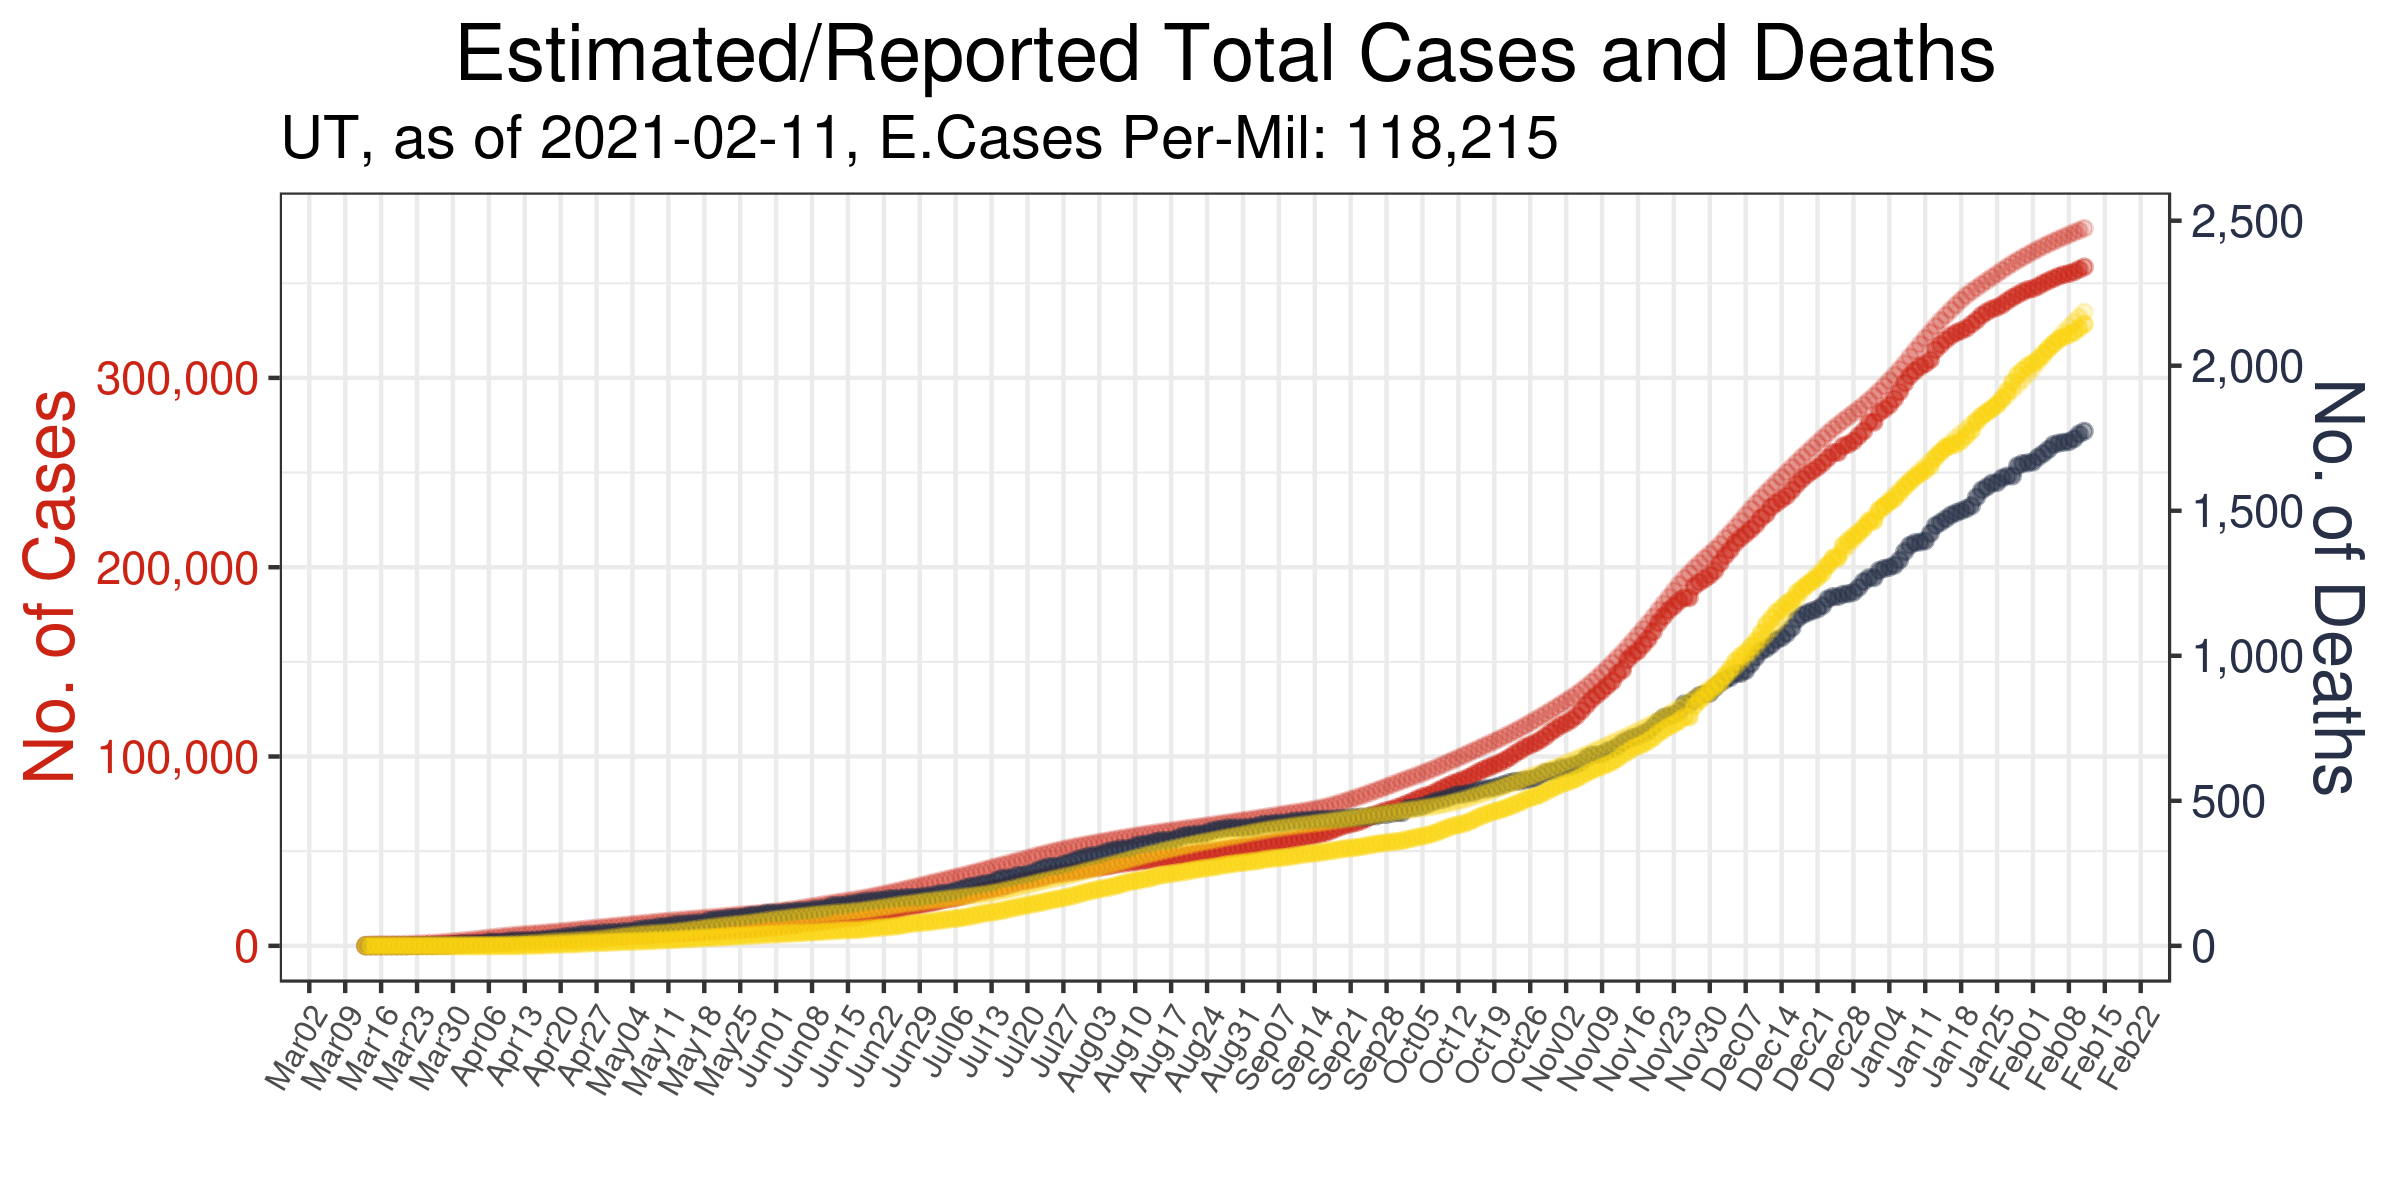 Estimated/Reported Total Cases and Deaths
UT, as of 2021-02-11, E.Cases Per-Mil: 118,215
No. of Cases
300,000
200,000
100,000
0
2,500
2,000
1,500
1,000
500
0
No. of Deaths
Mar02
Mar09
Mar16
Mar23
Mar30
Apr06
Apr13
Apr20
Apr27
May04
May11
May18
May25
Jun01
Jun08
Jun15
Jun22
Jun29
Jul06
Jul13
Jul20
Jul27
Aug03
Aug10
Aug17
Aug24
Aug31
Sep07
Sep14
Sep21
Sep28
Oct05
Oct12
Oct19
Oct26
Nov02
Nov09
Nov16
Nov23
Nov30
Dec07
Dec14
Dec21
Dec28
Jan04
Jan11
Jan18
Jan25
Feb01
Feb08
Feb15
Feb22